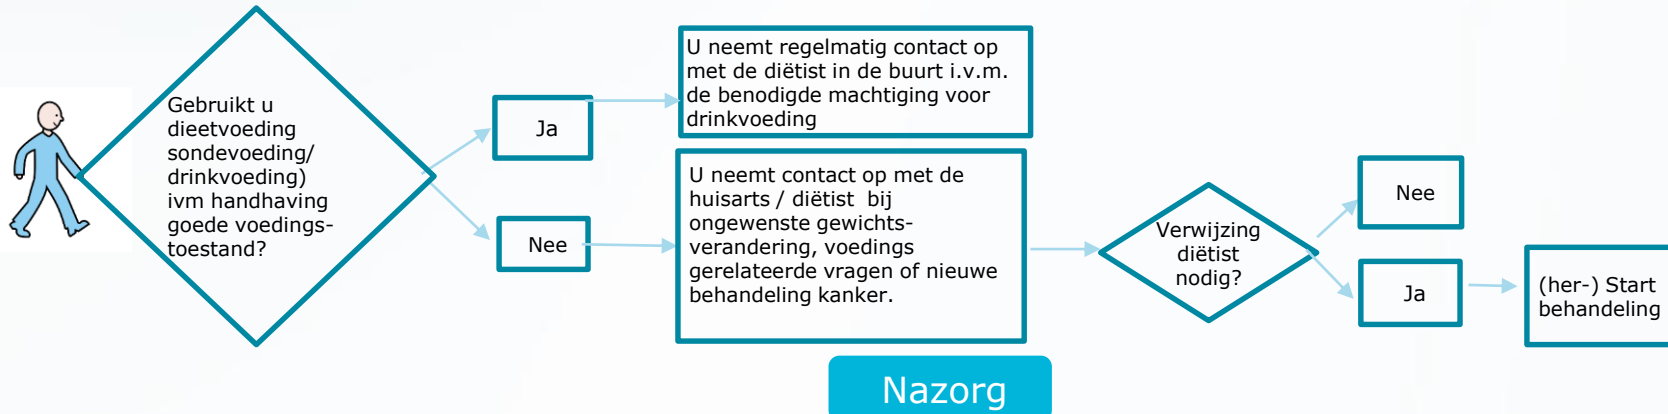 Gebruikt u
dieetvoeding
sondevoeding/
drinkvoeding)
ivm handhaving
goede voedings-
toestand?
Ja
U neemt regelmatig contact op
met de diëtist in de buurt i.v.m.
de benodigde machtiging voor
drinkvoeding
Nee
U neemt contact op met de
huisarts / diëtist  bij
ongewenste gewichts-
verandering, voedings
gerelateerde vragen of nieuwe
behandeling kanker.
Verwijzing
diëtist
nodig?
Nee
Ja
(her-) Start
behandeling
Nazorg